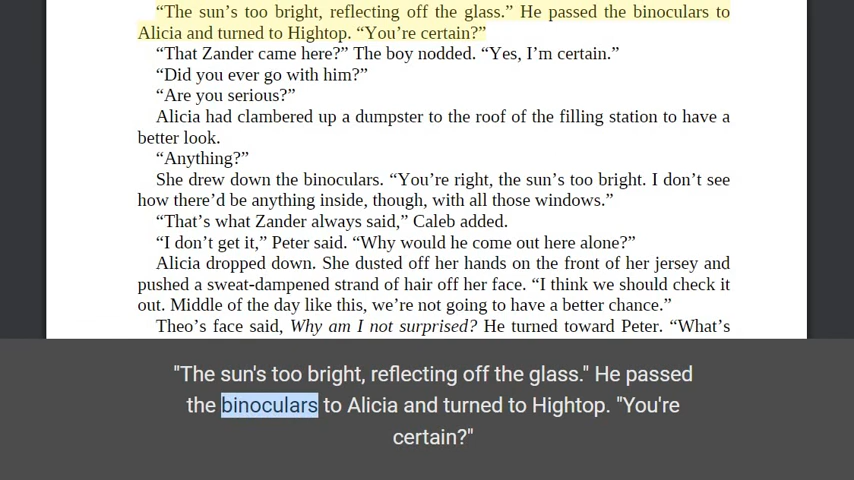 “The sun’s too bright, reflecting off the glass.” He passed the binoculars to
Alicia and turned to Hightop. “You’re certain?”
“That Zander came here?” The boy nodded. “Yes, I’m certain.”
“Did you ever go with him?”
“Are you serious?”
Alicia had clambered up a dumpster to the roof of the filling station to have a
better look.
“Anything?”
She drew down the binoculars. “You’re right, the sun’s too bright. I don’t see
how there’d be anything inside, though, with all those windows.”
“That’s what Zander always said,” Caleb added.
“I don’t get it,” Peter said. “Why would he come out here alone?”
Alicia dropped down. She dusted off her hands on the front of her jersey and
pushed a sweat-dampened strand of hair off her face. “I think we should check it
out. Middle of the day like this, we’re not going to have a better chance.”
Theo’s face said, Why am I not surprised? He turned toward Peter. “What’s
"The sun's too bright, reflecting off the glass." He passed
the binoculars to Alicia and turned to Hightop. "You're
certain?"